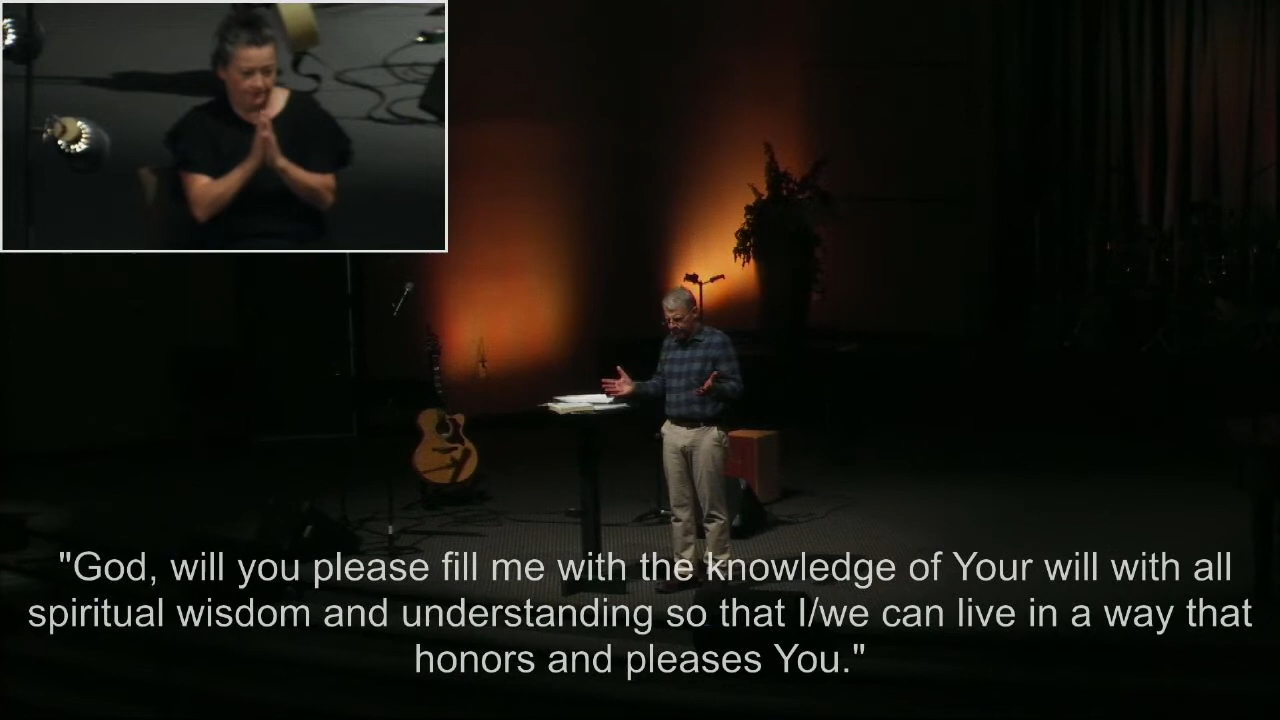 "God, will you please fill me with the knowledge of Your will with all
spiritual wisdom and understanding so that I/we can live in a way that
honors and pleases You."